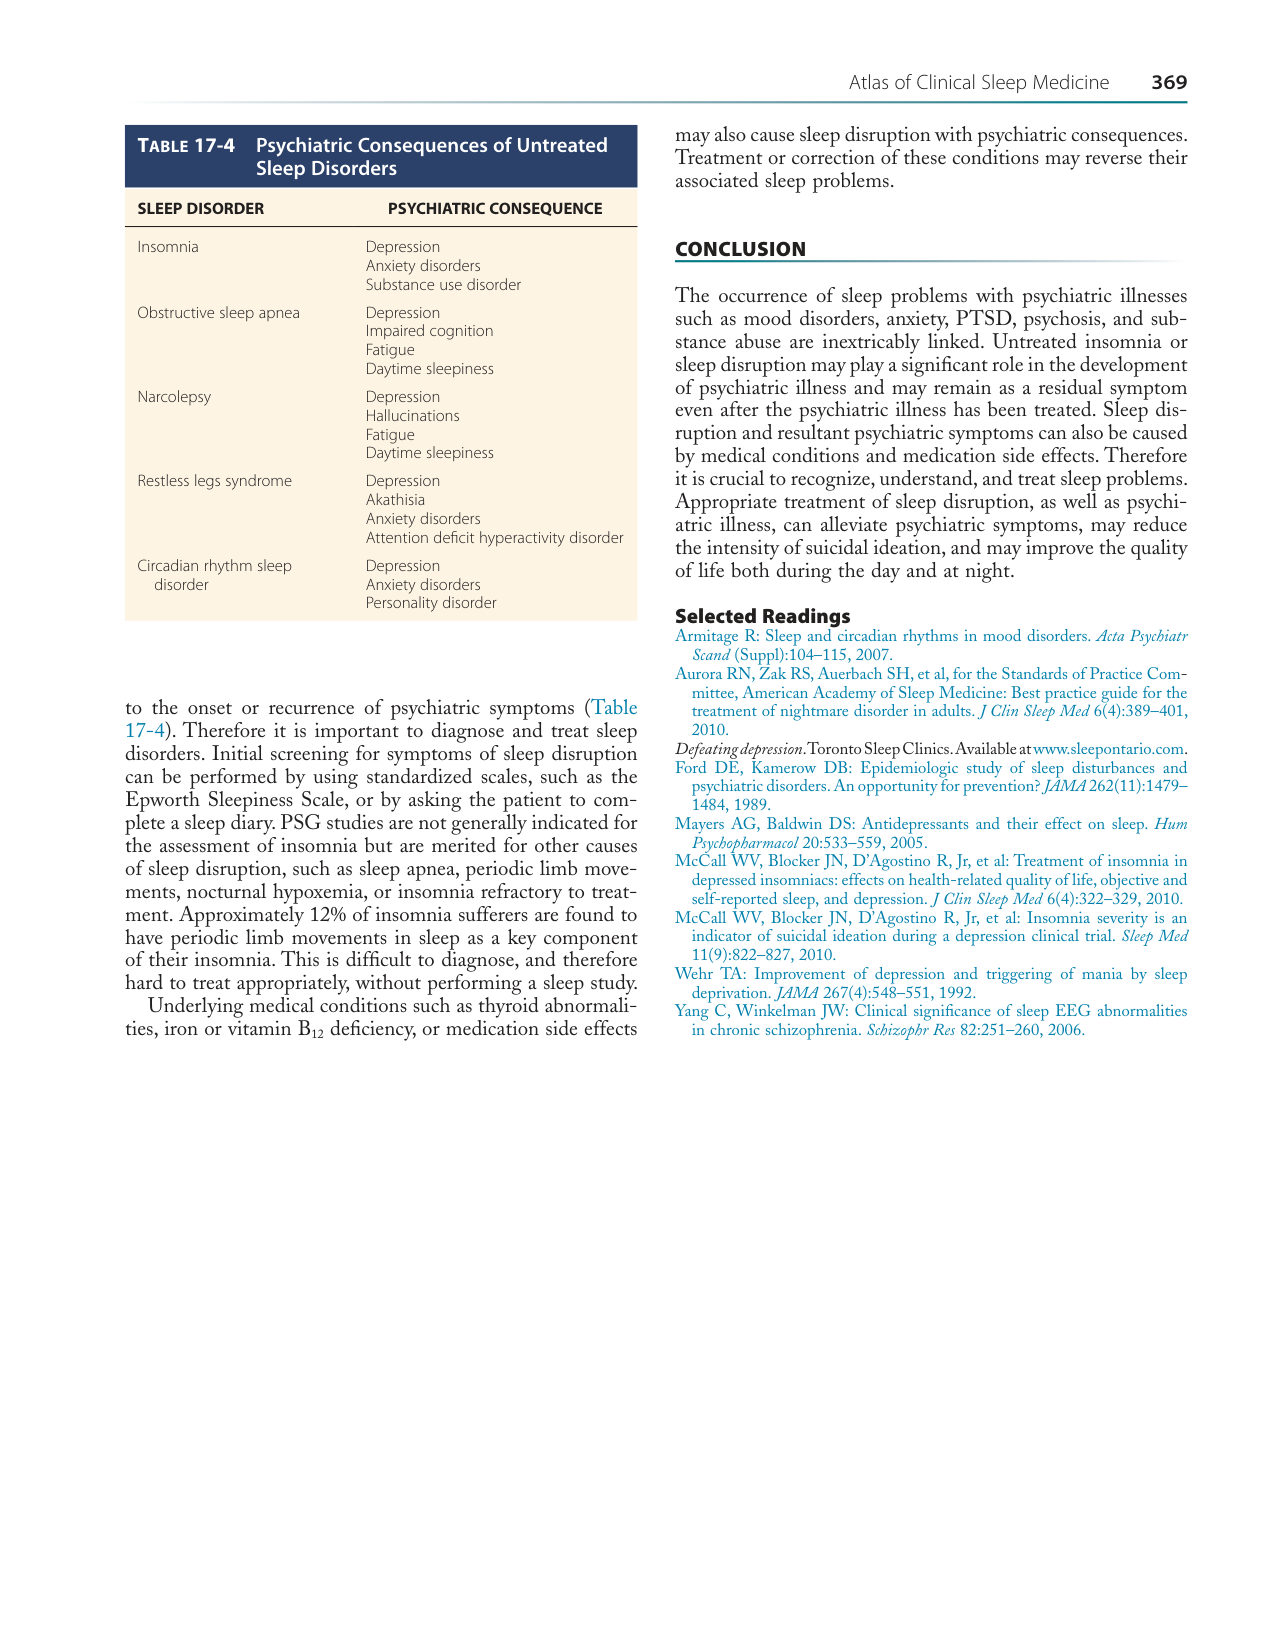 Atlas of Clinical Sleep Medicine 369
TABLE 17-4 Psychiatric Consequences of Untreated
Sleep Disorders
SLEEP DISORDER PSYCHIATRIC CONSEQUENCE
Insomnia Depression
Anxiety disorders
Substance use disorder
Obstructive sleep apnea Depression
Impaired cognition
Fatigue
Daytime sleepiness
Narcolepsy Depression
Hallucinations
Fatigue
Daytime sleepiness
Restless legs syndrome Depression
Akathisia
Anxiety disorders
Attention deficit hyperactivity disorder
Circadian rhythm sleep Depression
disorder Anxiety disorders
Personality disorder
to the onset or recurrence of psychiatric symptoms (Table
17-4). Therefore it is important to diagnose and treat sleep
disorders. Initial screening for symptoms of sleep disruption
can be performed by using standardized scales, such as the
Epworth Sleepiness Scale, or by asking the patient to com-
plete a sleep diary. PSG studies are not generally indicated for
the assessment of insomnia but are merited for other causes
of sleep disruption, such as sleep apnea, periodic limb move-
ments, nocturnal hypoxemia, or insomnia refractory to treat-
ment. Approximately 12% of insomnia sufferers are found to
have periodic limb movements in sleep as a key component
of their insomnia. This is difficult to diagnose, and therefore
hard to treat appropriately, without performing a sleep study.
Underlying medical conditions such as thyroid abnormali-
ties, iron or vitamin B12 deficiency, or medication side effects
may also cause sleep disruption with psychiatric consequences.
Treatment or correction of these conditions may reverse their
associated sleep problems.
CONCLUSION
The occurrence of sleep problems with psychiatric illnesses
such as mood disorders, anxiety, PTSD, psychosis, and sub-
stance abuse are inextricably linked. Untreated insomnia or
sleep disruption may play a significant role in the development
of psychiatric illness and may remain as a residual symptom
even after the psychiatric illness has been treated. Sleep dis-
ruption and resultant psychiatric symptoms can also be caused
by medical conditions and medication side effects. Therefore
it is crucial to recognize, understand, and treat sleep problems.
Appropriate treatment of sleep disruption, as well as psychi-
atric illness, can alleviate psychiatric symptoms, may reduce
the intensity of suicidal ideation, and may improve the quality
of life both during the day and at night.
Selected Readings
Armitage R: Sleep and circadian rhythms in mood disorders. Acta Psychiatr
Scand (Suppl):104–115, 2007.
Aurora RN, Zak RS, Auerbach SH, et al, for the Standards of Practice Com-
mittee, American Academy of Sleep Medicine: Best practice guide for the
treatment of nightmare disorder in adults. J Clin Sleep Med 6(4):389–401,
2010.
Defeating depression. Toronto Sleep Clinics. Available at www.sleepontario.com.
Ford DE, Kamerow DB: Epidemiologic study of sleep disturbances and
psychiatric disorders. An opportunity for prevention? JAMA 262(11):1479–
1484, 1989.
Mayers AG, Baldwin DS: Antidepressants and their effect on sleep. Hum
Psychopharmacol 20:533–559, 2005.
McCall WV, Blocker JN, D’Agostino R, Jr, et al: Treatment of insomnia in
depressed insomniacs: effects on health-related quality of life, objective and
self-reported sleep, and depression. J Clin Sleep Med 6(4):322–329, 2010.
McCall WV, Blocker JN, D’Agostino R, Jr, et al: Insomnia severity is an
indicator of suicidal ideation during a depression clinical trial. Sleep Med
11(9):822–827, 2010.
Wehr TA: Improvement of depression and triggering of mania by sleep
deprivation. JAMA 267(4):548–551, 1992.
Yang C, Winkelman JW: Clinical significance of sleep EEG abnormalities
in chronic schizophrenia. Schizophr Res 82:251–260, 2006.